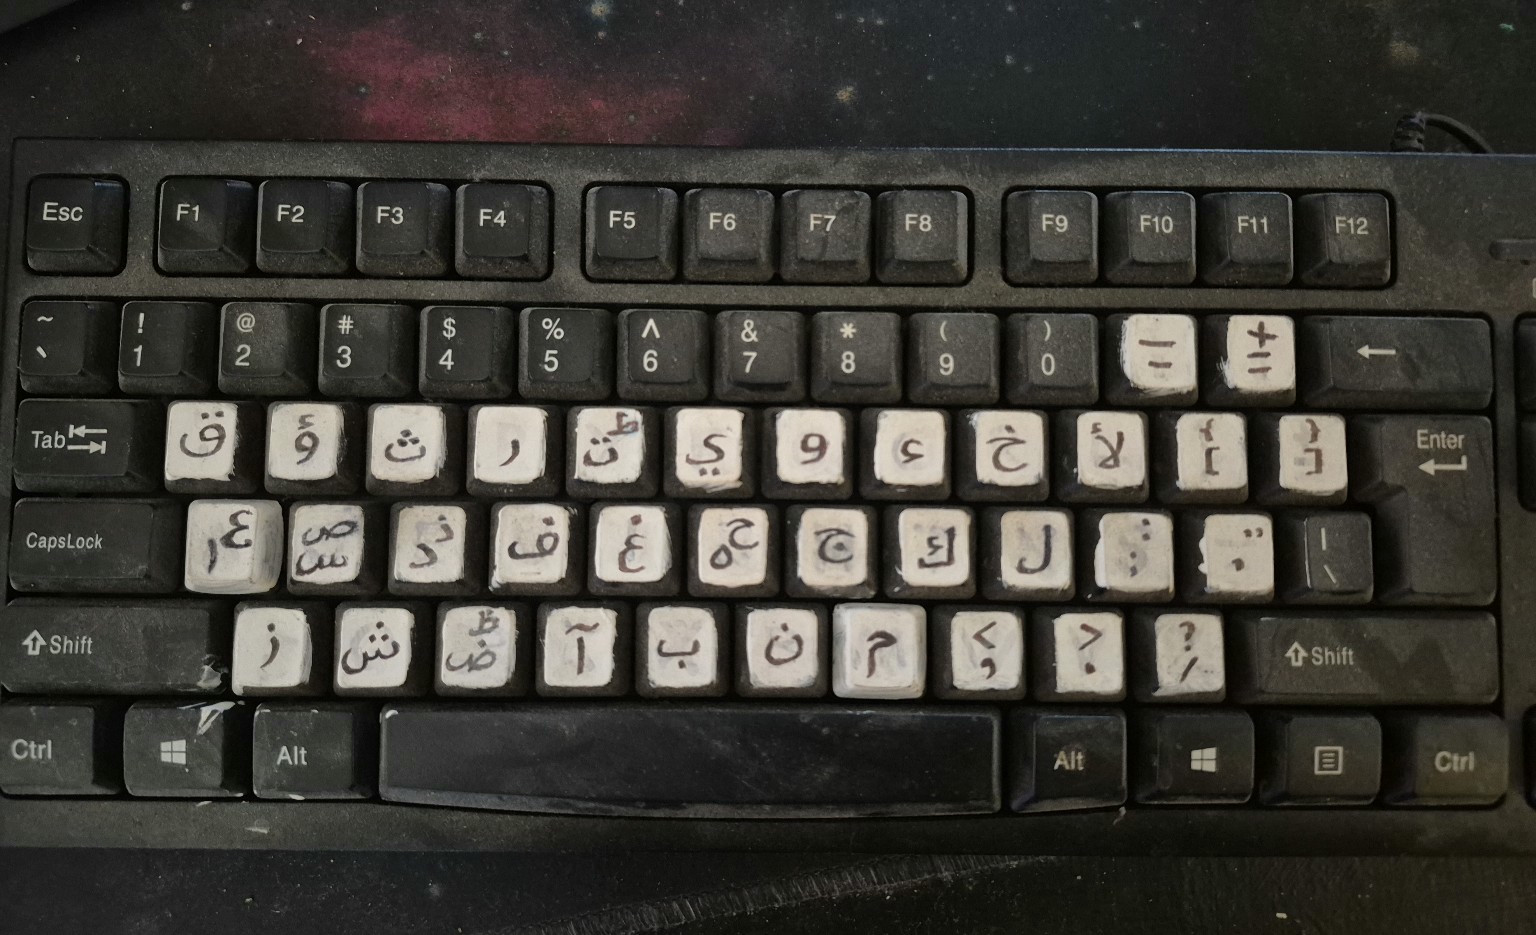 Esc F1 F2 F3 F4 F5 F6 F7 F8 F9 F10 F11 F12
~ ! @ # $ % ^ & * ( ) _ +
` 1 2 3 4 5 6 7 8 9 0 = =
Tab ق ؤ ث ر ط ت ي و ء خ لأ { [ } ] Enter
CapsLock ع ا ص س ذ د ف غ ح ه ج ك ل : ؛ " . | \
Shift ز ش ظ ض آ ب ن م < , > . ? / Shift
Ctrl Alt Alt Ctrl